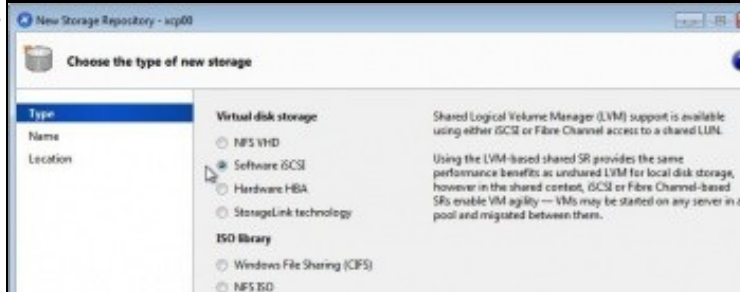 New Storage Repository - xcp00
Choose the type of new storage
Type
Name
Location
Virtual disk storage
NFS VHD
Software iSCSI
Hardware HBA
StorageLink technology
ISO library
Windows File Sharing (CIFS)
NFS ISO
Shared Logical Volume Manager (LVM) support is available
using either iSCSI or Fibre Channel access to a shared LUN.
Using the LVM-based shared SR provides the same
performance benefits as unshared LVM for local disk storage,
however in the shared context, iSCSI or Fibre Channel-based
SRs enable VM agility — VMs may be started on any server in a
pool and migrated between them.